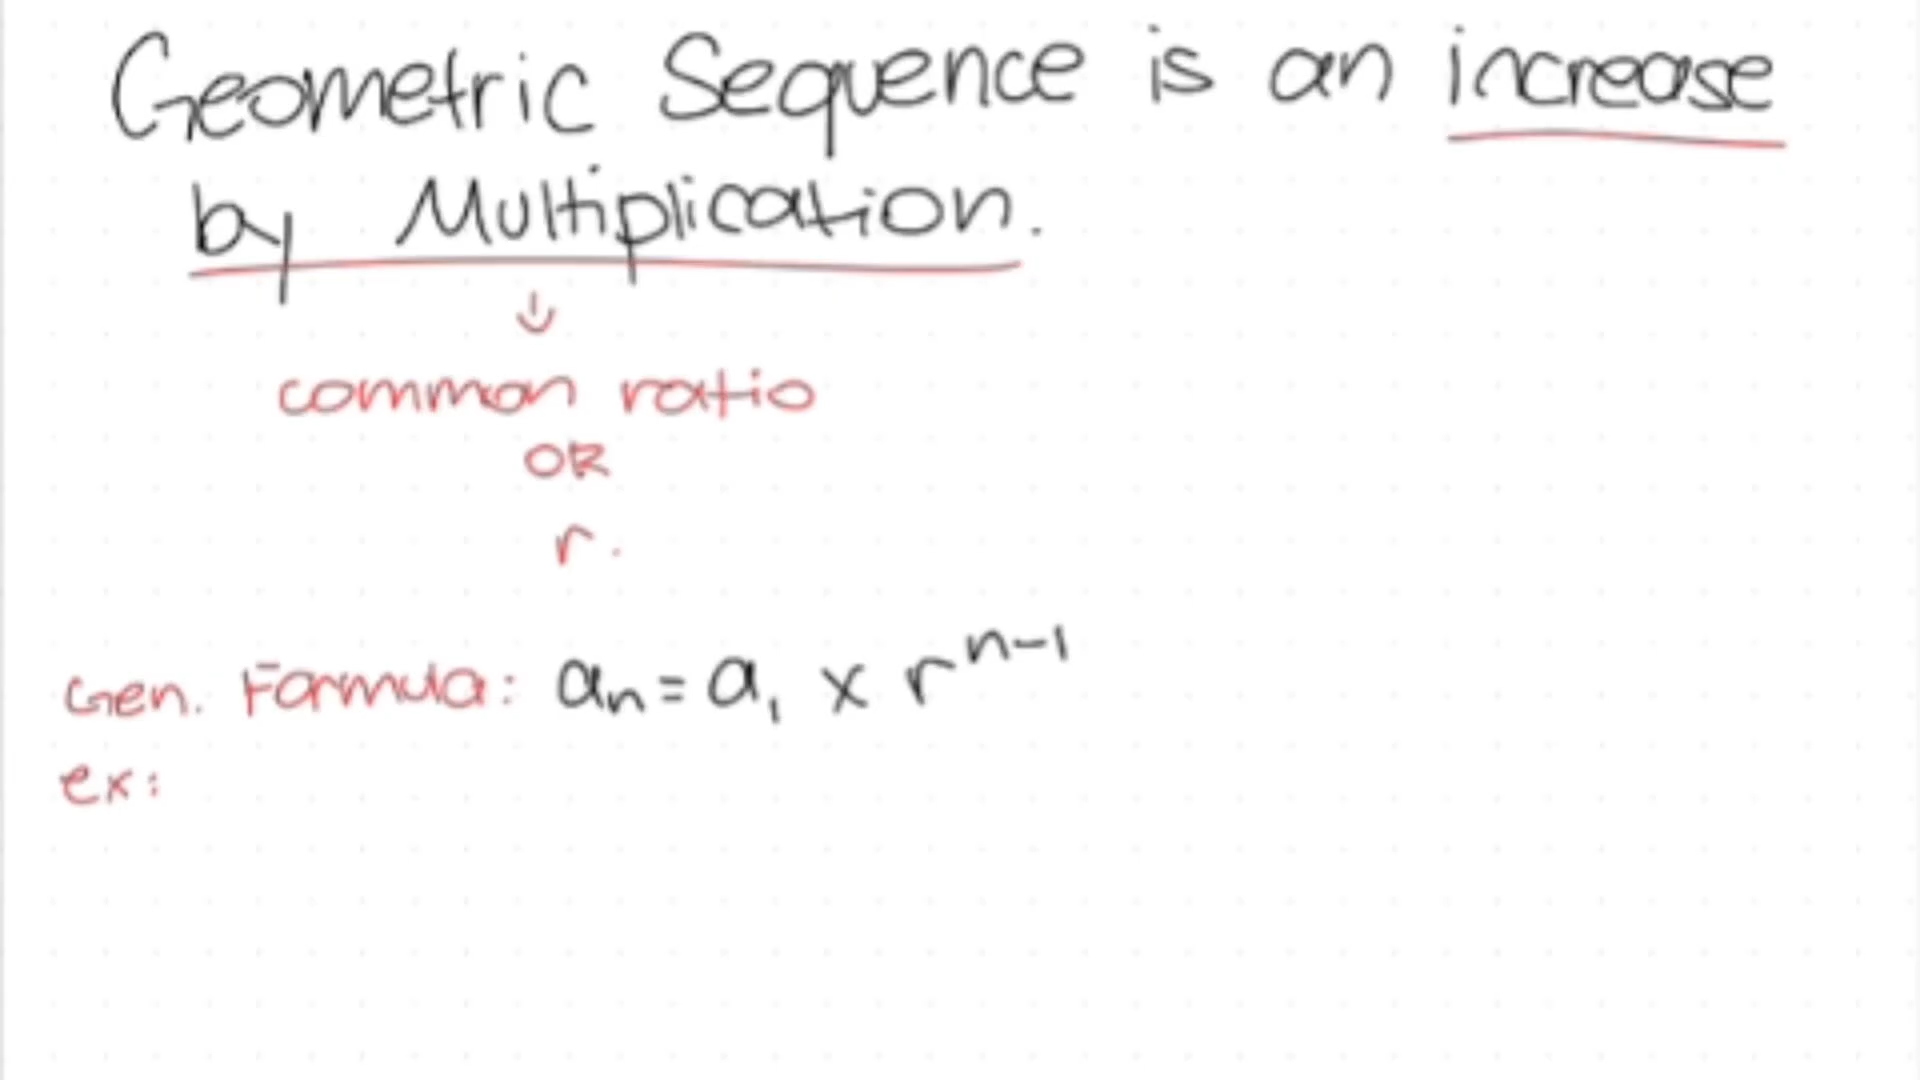 Geometric Sequence is an increase
by Multiplication.
↓
common ratio
OR
r.
Gen. Formula: aₙ = a₁ x rⁿ⁻¹
ex: